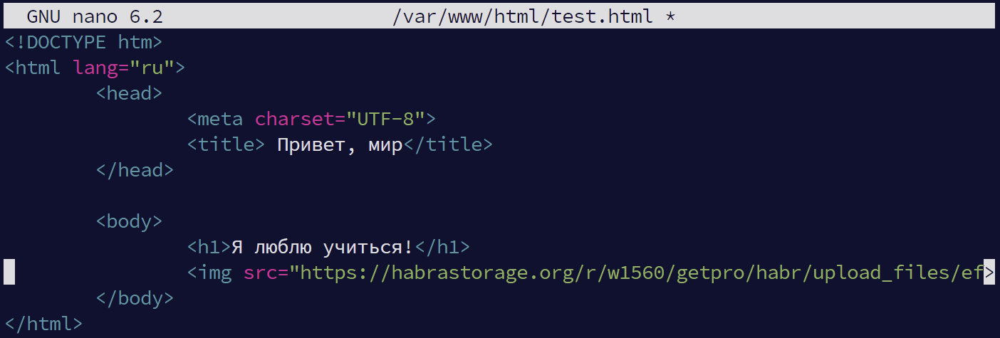 GNU nano 6.2 /var/www/html/test.html *
<!DOCTYPE htm>
<html lang="ru">
<head>
<meta charset="UTF-8">
<title> Привет, мир</title>
</head>
<body>
<h1>Я люблю учиться!</h1>
<img src="https://habrastorage.org/r/w1560/getpro/habr/upload_files/ef>
</body>
</html>